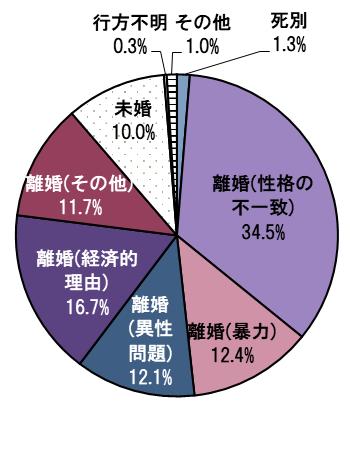 行方不明
0.3%
その他
1.0%
死別
1.3%
離婚(性格の
不一致)
34.5%
離婚(暴力)
12.4%
離婚
(異性
問題)
12.1%
離婚(経済的
理由)
16.7%
離婚(その他)
11.7%
未婚
10.0%